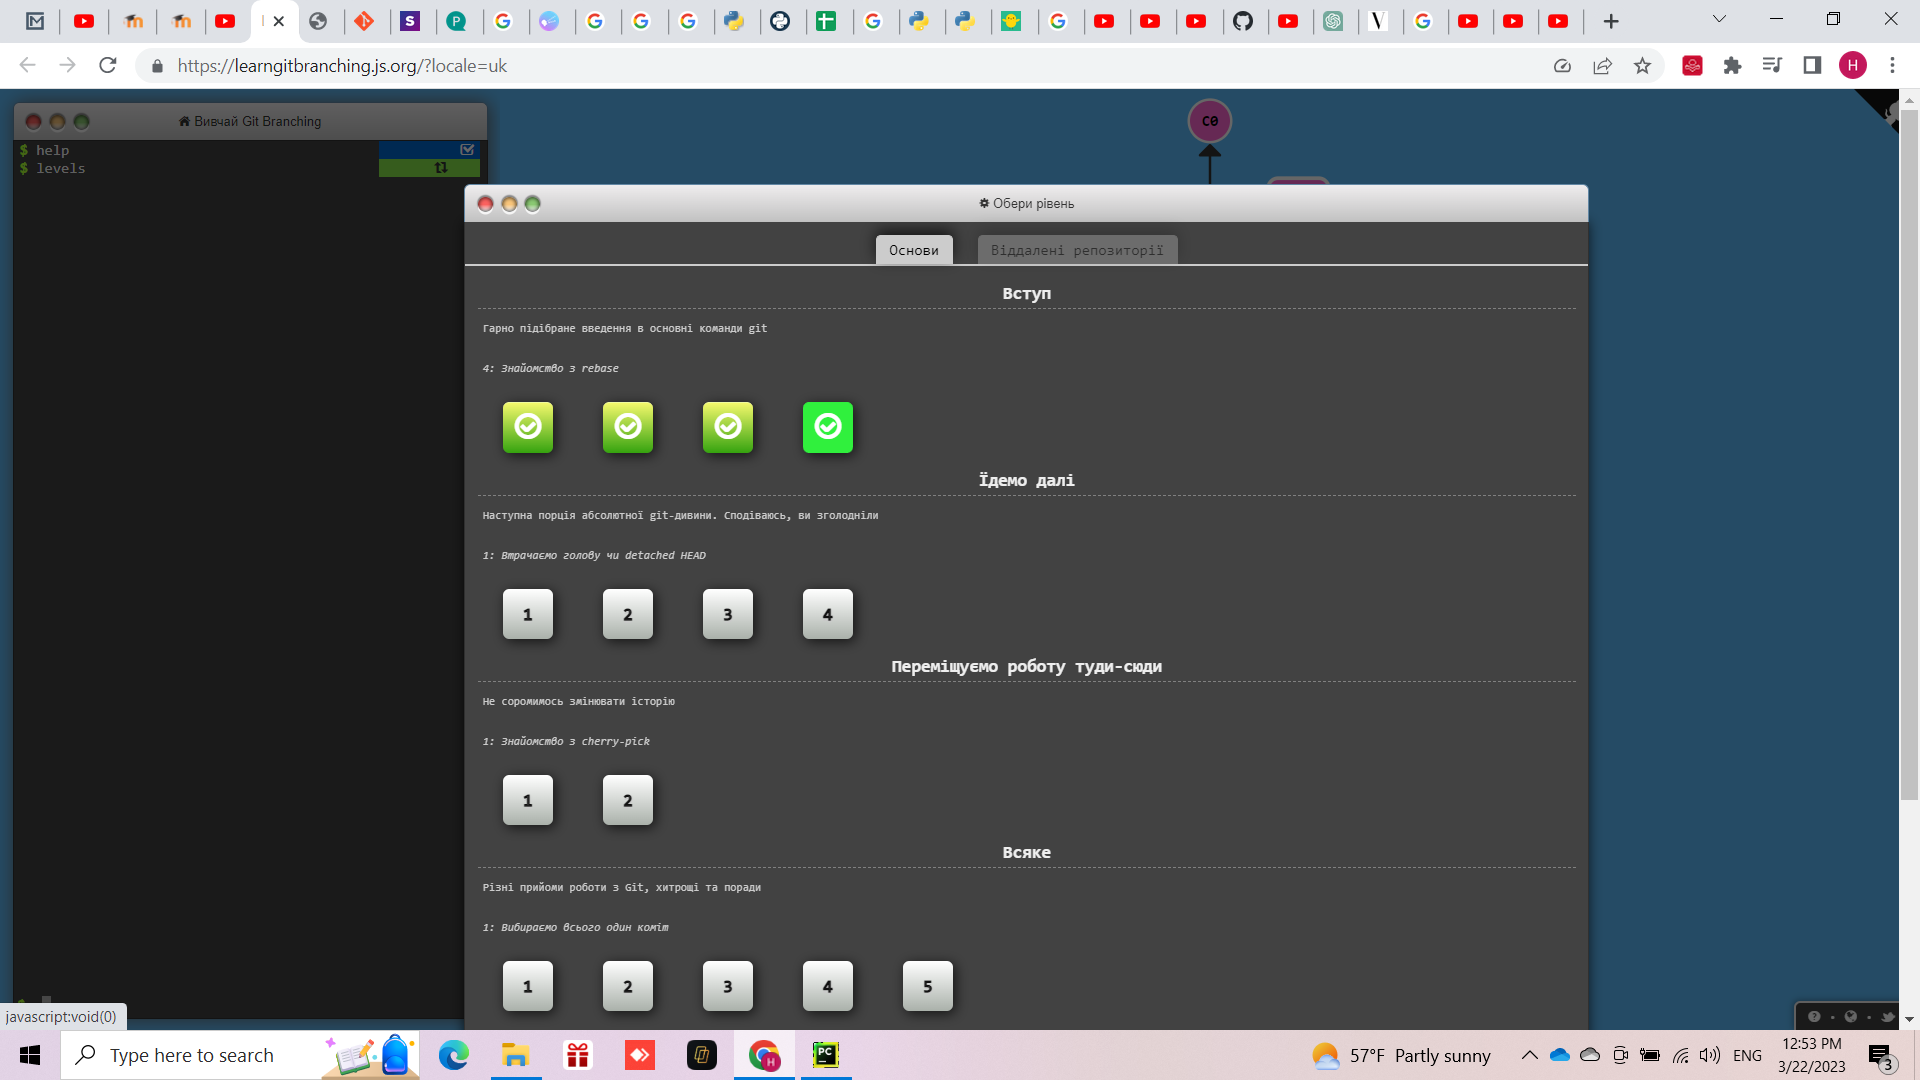 https://learngitbranching.js.org/?locale=uk
H
Вивчай Git Branching
$ help
$ levels
C0
Обери рівень
Основи
Віддалені репозиторії
Вступ
Гарно підібране введення в основні команди git
4: Знайомство з rebase
Їдемо далі
Наступна порція абсолютної git-дивини. Сподіваюсь, ви зголодніли
1: Втрачаємо голову чи detached HEAD
1 2 3 4
Переміщуємо роботу туди-сюди
Не соромимось змінювати історію
1: Знайомство з cherry-pick
1 2
Всяке
Різні прийоми роботи з Git, хитрощі та поради
1: Вибираємо всього один коміт
1 2 3 4 5
$
javascript:void(0)
Type here to search
H
PC
57°F Partly sunny
ENG
12:53 PM
3/22/2023
3